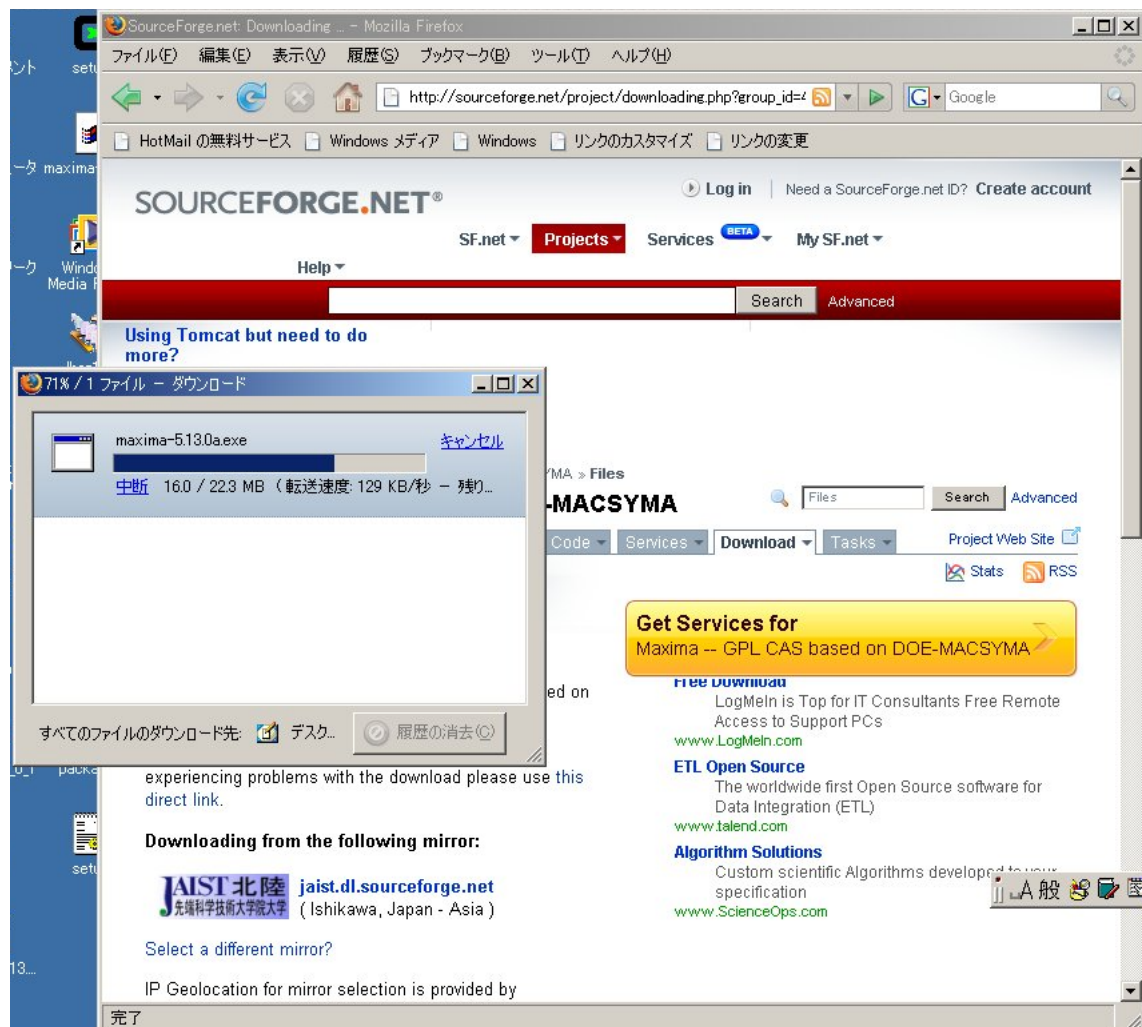 SourceForge.net: Downloading ... - Mozilla Firefox
ファイル(F) 編集(E) 表示(V) 履歴(S) ブックマーク(B) ツール(T) ヘルプ(H)
http://sourceforge.net/project/downloading.php?group_id=4
Google
HotMail の無料サービス Windows メディア Windows リンクのカスタマイズ リンクの変更
SOURCEFORGE.NET®
Log in Need a SourceForge.net ID? Create account
SF.net Projects Services BETA My SF.net
Help
Search Advanced
Using Tomcat but need to do
more?
71% / 1 ファイル - ダウンロード
maxima-5.13.0a.exe キャンセル
中断 16.0 / 22.3 MB (転送速度: 129 KB/秒 - 残り...
すべてのファイルのダウンロード先: デスク... 履歴の消去(C)
YMA » Files
-MACSYMA
Files Search Advanced
Code Services Download Tasks Project Web Site
Stats RSS
Get Services for
Maxima -- GPL CAS based on DOE-MACSYMA
ed on
experiencing problems with the download please use this
direct link.
Downloading from the following mirror:
JAIST 北陸
先端科学技術大学院大学
jaist.dl.sourceforge.net
( Ishikawa, Japan - Asia )
Select a different mirror?
IP Geolocation for mirror selection is provided by
Free Download
LogMeIn is Top for IT Consultants Free Remote
Access to Support PCs
www.LogMeIn.com
ETL Open Source
The worldwide first Open Source software for
Data Integration (ETL)
www.talend.com
Algorithm Solutions
Custom scientific Algorithms developed to your
specification
www.ScienceOps.com
A 般
完了
setu
maxima-
Windo
Media P
packa
setu
13...